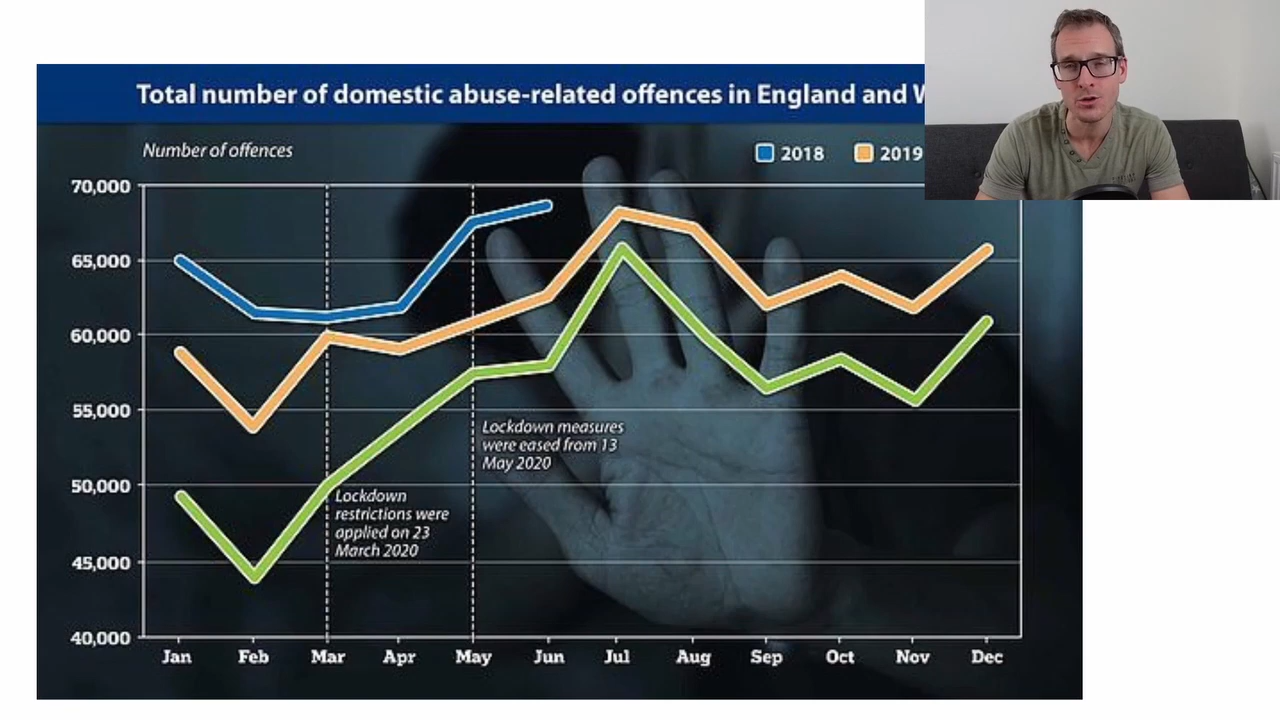 Total number of domestic abuse-related offences in England and
Number of offences
2018
2019
70,000
65,000
60,000
55,000
50,000
45,000
40,000
Lockdown measures
were eased from 13
May 2020
Lockdown
restrictions were
applied on 23
March 2020
Jan Feb Mar Apr May Jun Jul Aug Sep Oct Nov Dec